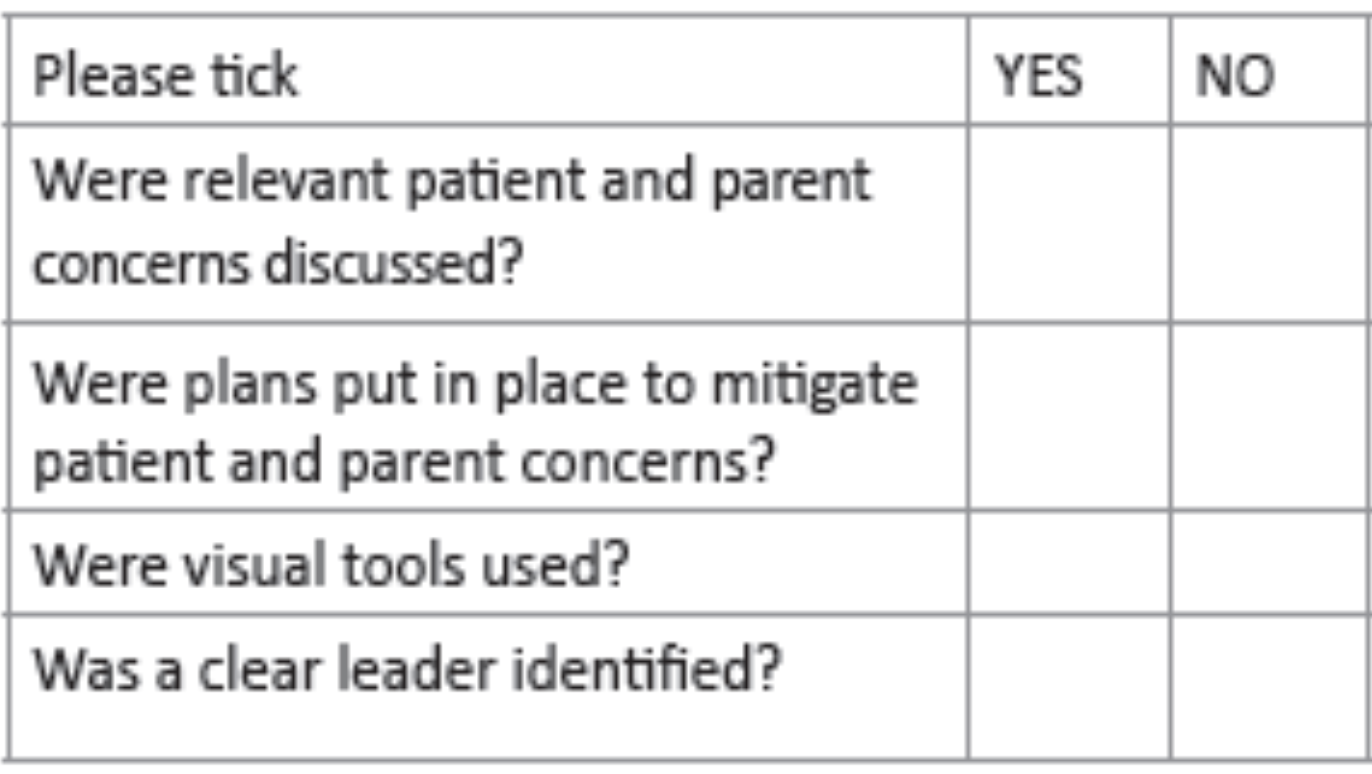 Please tick YES NO
Were relevant patient and parent
concerns discussed?
Were plans put in place to mitigate
patient and parent concerns?
Were visual tools used?
Was a clear leader identified?